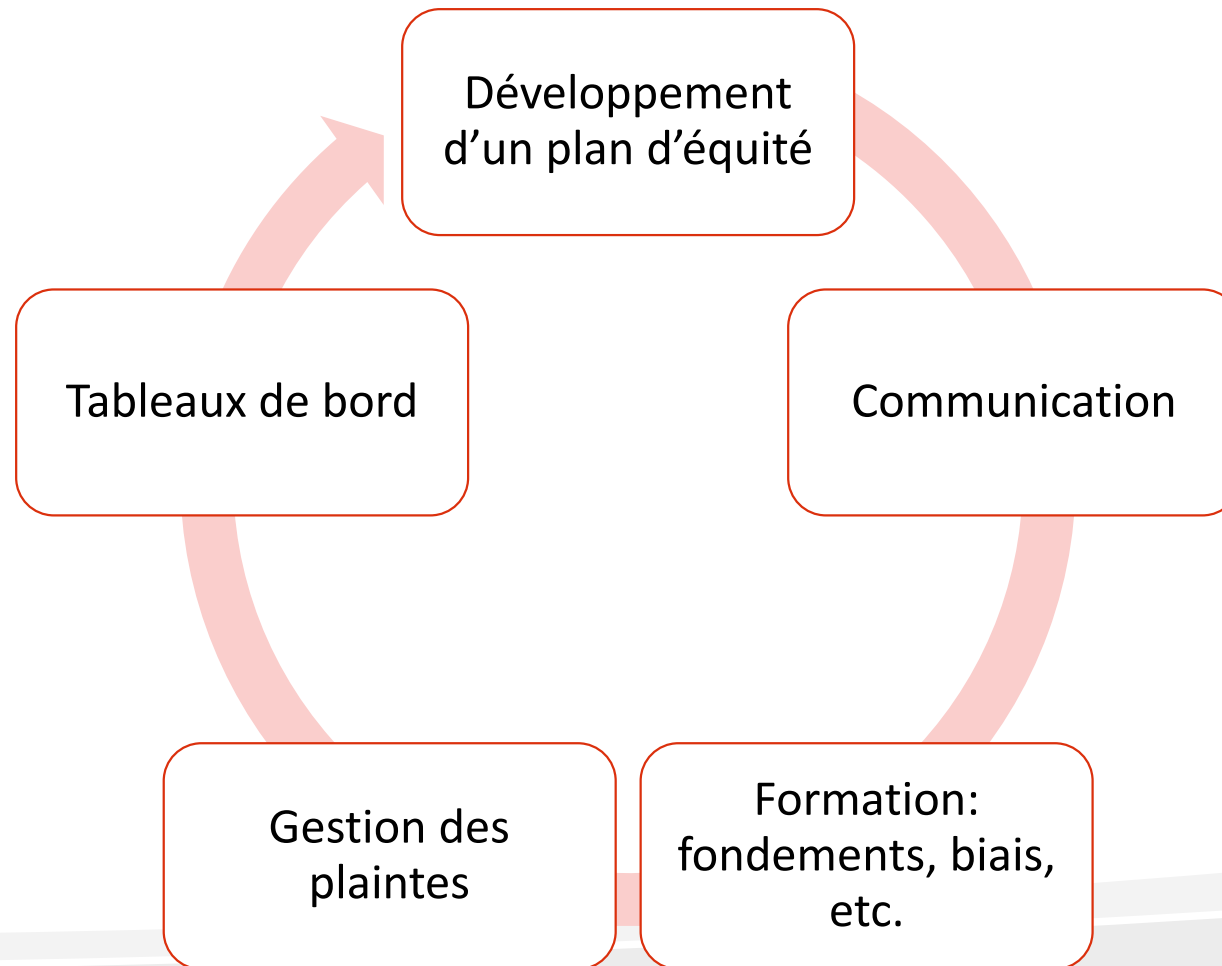 Développement
d’un plan d’équité
Communication
Formation:
fondements, biais,
etc.
Gestion des
plaintes
Tableaux de bord